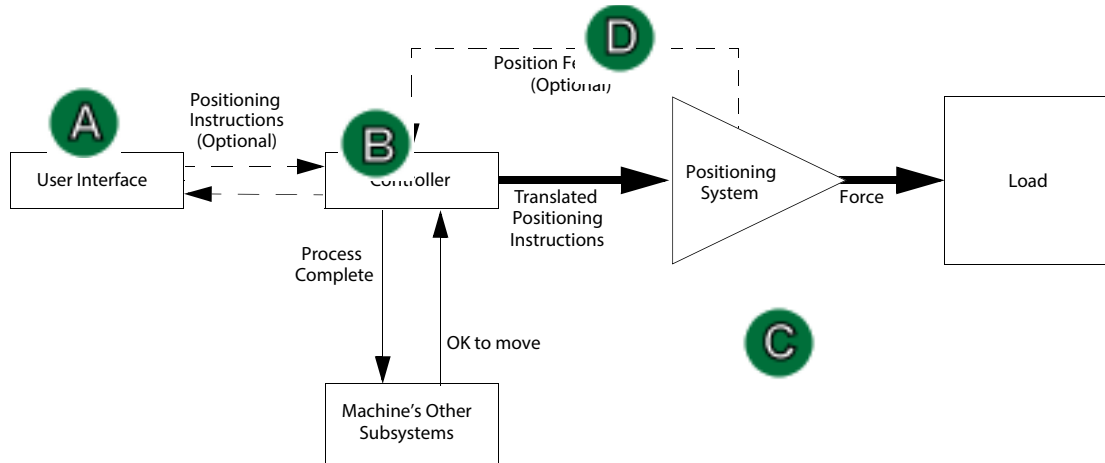 D
Position
(Optional)
A
Positioning
Instructions
(Optional)
B
User Interface
Controller
Positioning
System
Load
Translated
Positioning
Instructions
Force
Process
Complete
OK to move
C
Machine's Other
Subsystems